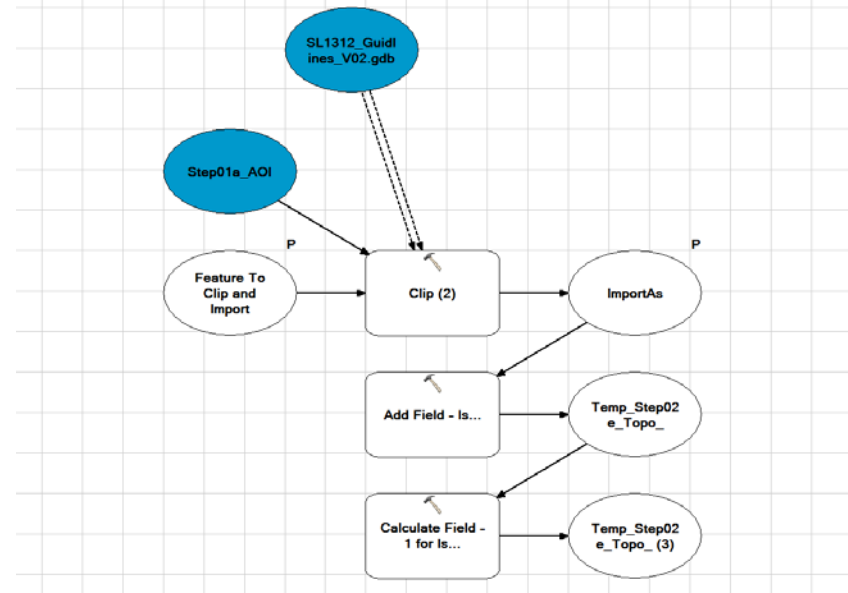 SL1312_Guidl
ines_V02.gdb
Step01a_AOI
P
Feature To
Clip and
Import
Clip (2)
P
ImportAs
Add Field - Is...
Temp_Step02
e_Topo_
Calculate Field -
1 for Is...
Temp_Step02
e_Topo_ (3)